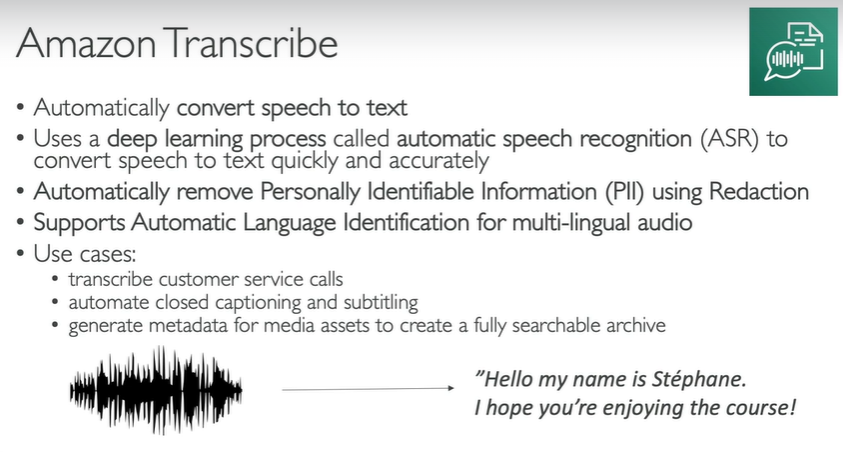 Amazon Transcribe
• Automatically convert speech to text
• Uses a deep learning process called automatic speech recognition (ASR) to
convert speech to text quickly and accurately
• Automatically remove Personally Identifiable Information (PII) using Redaction
• Supports Automatic Language Identification for multi-lingual audio
• Use cases:
• transcribe customer service calls
• automate closed captioning and subtitling
• generate metadata for media assets to create a fully searchable archive
”Hello my name is Stéphane.
I hope you’re enjoying the course!